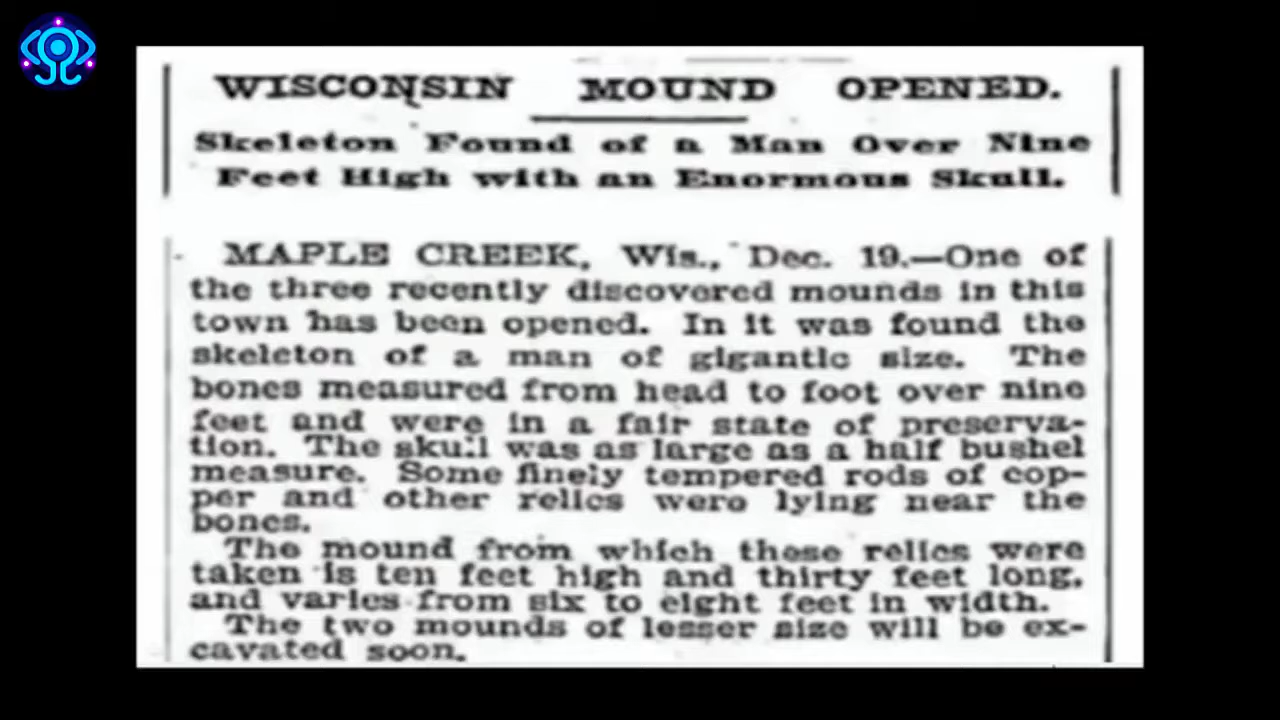 WISCONSIN MOUND OPENED.
Skeleton Found of a Man Over Nine
Feet High with an Enormous Skull.
MAPLE CREEK, Wis., Dec. 19.—One of
the three recently discovered mounds in this
town has been opened. In it was found the
skeleton of a man of gigantic size. The
bones measured from head to foot over nine
feet and were in a fair state of preserva-
tion. The skull was as large as a half bushel
measure. Some finely tempered rods of cop-
per and other relics were lying near the
bones.
The mound from which these relics were
taken is ten feet high and thirty feet long,
and varies from six to eight feet in width.
The two mounds of lesser size will be ex-
cavated soon.